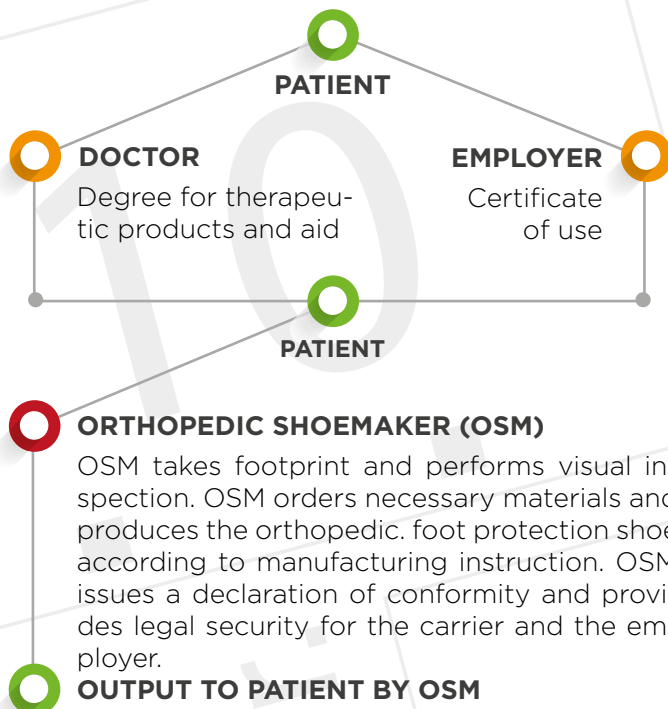 PATIENT
DOCTOR
Degree for therapeu-
tic products and aid
EMPLOYER
Certificate
of use
PATIENT
ORTHOPEDIC SHOEMAKER (OSM)
OSM takes footprint and performs visual in
spection. OSM orders necessary materials and
produces the orthopedic. foot protection shoe
according to manufacturing instruction. OSM
issues a declaration of conformity and provi
des legal security for the carrier and the em
ployer.
OUTPUT TO PATIENT BY OSM
10